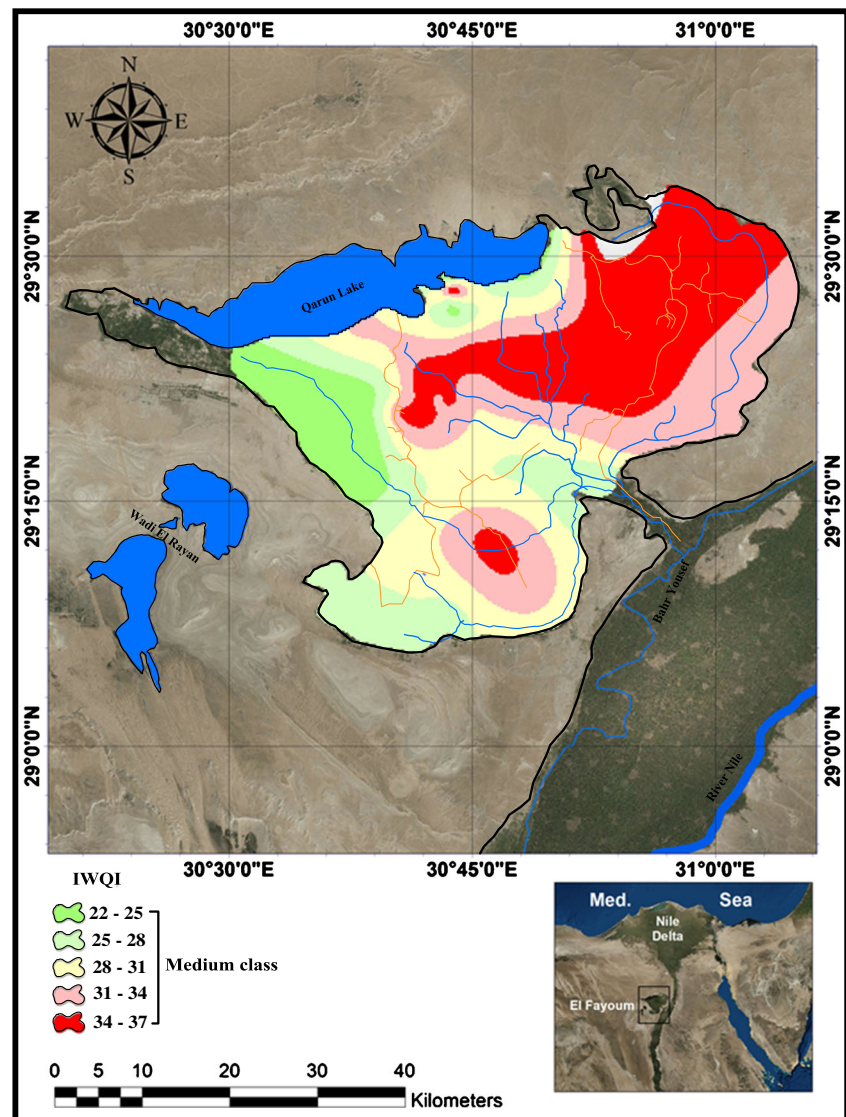 30°30'0"E 30°45'0"E 31°0'0"E
N
W E
S
29°30'0"N 29°30'0"N
Qarun Lake
29°15'0"N 29°15'0"N
Wadi El Rayan
Bahr Yousef
29°0'0"N 29°0'0"N
River Nile
30°30'0"E 30°45'0"E 31°0'0"E
IWQI
22 - 25
25 - 28
28 - 31
31 - 34
34 - 37
Medium class
0 5 10 20 30 40
Kilometers
Med. Sea
Nile
Delta
El Fayoum